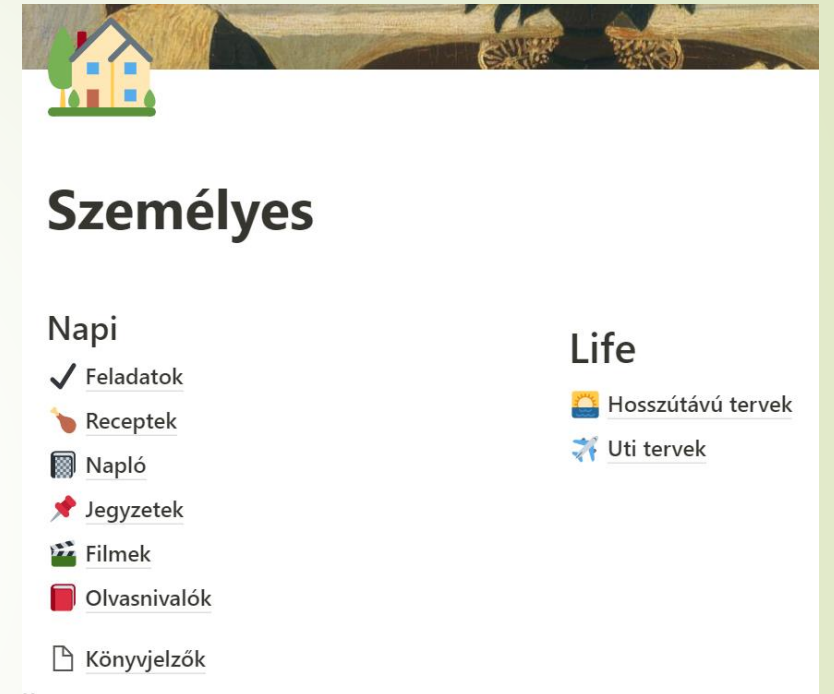 Személyes
Napi
Feladatok
Receptek
Napló
Jegyzetek
Filmek
Olvasnivalók
Könyvjelzők
Life
Hosszútávú tervek
Uti tervek